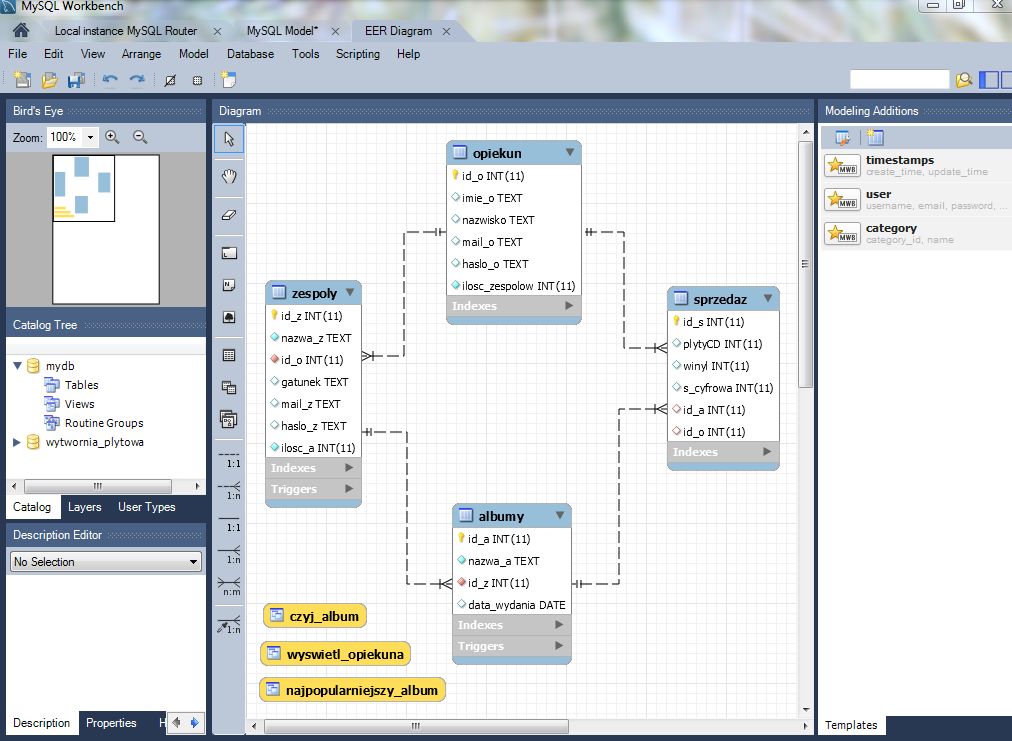 MySQL Workbench
Local instance MySQL Router
MySQL Model*
EER Diagram
File Edit View Arrange Model Database Tools Scripting Help
Bird's Eye
Zoom: 100%
Catalog Tree
mydb
Tables
Views
Routine Groups
wytwornia_plytowa
Catalog Layers User Types
Description Editor
No Selection
Description Properties H
Diagram
1:1
1:n
1:1
1:n
n:m
1:n
opiekun
id_o INT(11)
imie_o TEXT
nazwisko TEXT
mail_o TEXT
haslo_o TEXT
ilosc_zespolow INT(11)
Indexes
zespoly
id_z INT(11)
nazwa_z TEXT
id_o INT(11)
gatunek TEXT
mail_z TEXT
haslo_z TEXT
ilosc_a INT(11)
Indexes
Triggers
sprzedaz
id_s INT(11)
plytyCD INT(11)
winyl INT(11)
s_cyfrowa INT(11)
id_a INT(11)
id_o INT(11)
Indexes
albumy
id_a INT(11)
nazwa_a TEXT
id_z INT(11)
data_wydania DATE
Indexes
Triggers
czyj_album
wyswietl_opiekuna
najpopularniejszy_album
Modeling Additions
MWB
timestamps
create_time, update_time
MWB
user
username, email, password, ...
MWB
category
category_id, name
Templates